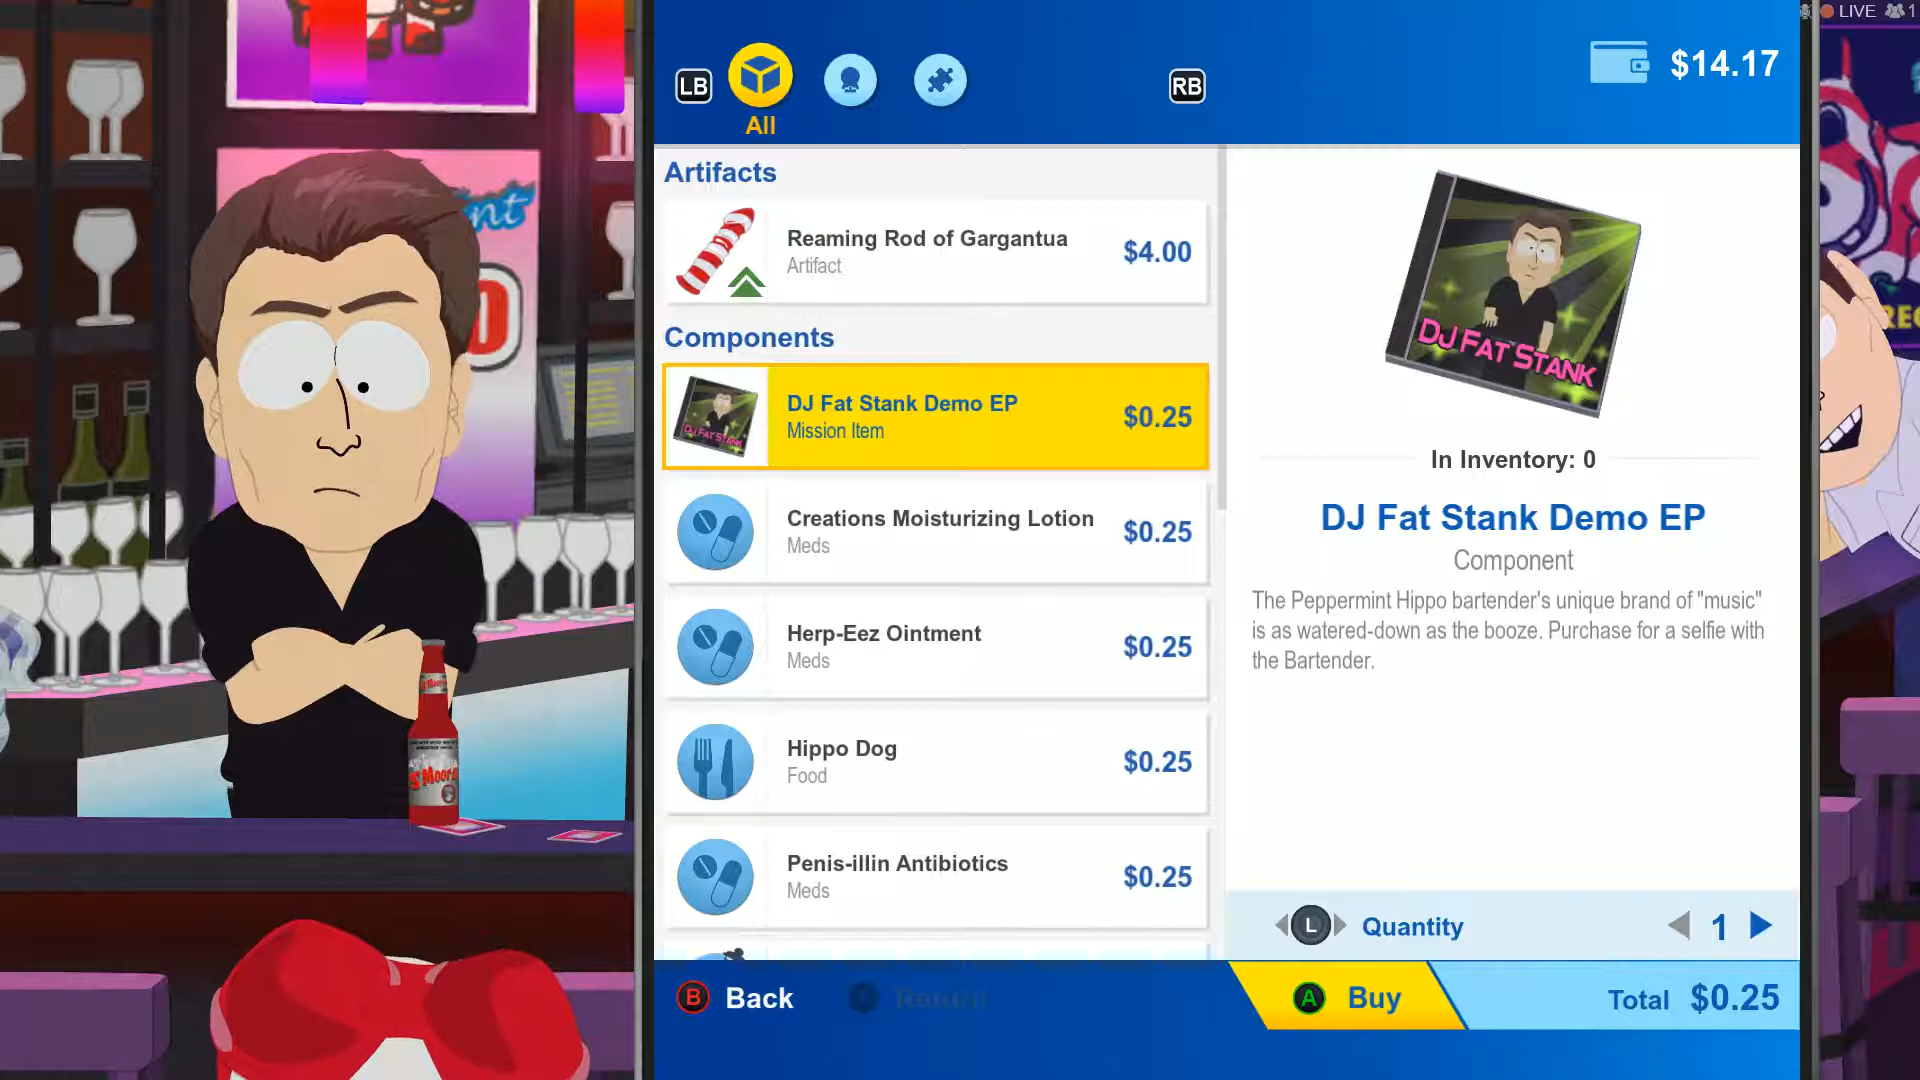 LIVE 1
LB
RB
All
$14.17
Artifacts
Reaming Rod of Gargantua
Artifact
$4.00
Components
DJ Fat Stank Demo EP
Mission Item
$0.25
Creations Moisturizing Lotion
Meds
$0.25
Herp-Eez Ointment
Meds
$0.25
Hippo Dog
Food
$0.25
Penis-illin Antibiotics
Meds
$0.25
DJ FAT STANK
In Inventory: 0
DJ Fat Stank Demo EP
Component
The Peppermint Hippo bartender's unique brand of "music"
is as watered-down as the booze. Purchase for a selfie with
the Bartender.
L Quantity 1
B Back
Return
A Buy
Total $0.25